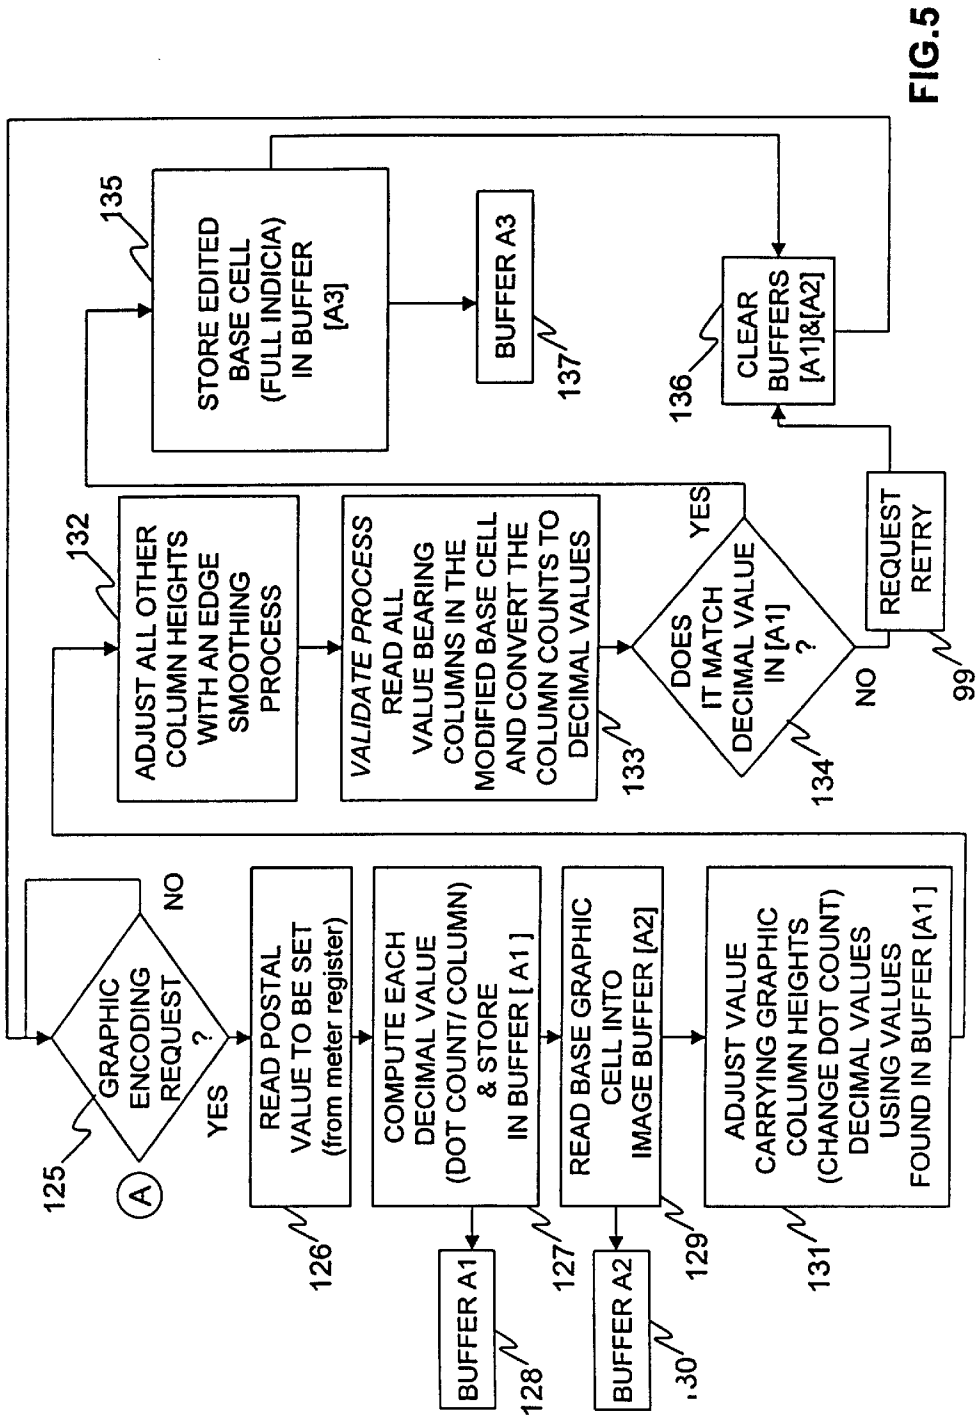 A
125
GRAPHIC
ENCODING
REQUEST
?
NO
YES
READ POSTAL
VALUE TO BE SET
(from meter register)
126
COMPUTE EACH
DECIMAL VALUE
(DOT COUNT/ COLUMN)
& STORE
IN BUFFER [ A1 ]
127
BUFFER A1
128
READ BASE GRAPHIC
CELL INTO
IMAGE BUFFER [A2]
129
BUFFER A2
ADJUST VALUE
CARRYING GRAPHIC
COLUMN HEIGHTS
(CHANGE DOT COUNT)
DECIMAL VALUES
USING VALUES
FOUND IN BUFFER [A1 ]
131
132
ADJUST ALL OTHER
COLUMN HEIGHTS
WITH AN EDGE
SMOOTHING
PROCESS
VALIDATE PROCESS
READ ALL
VALUE BEARING
COLUMNS IN THE
MODIFIED BASE CELL
AND CONVERT THE
COLUMN COUNTS TO
DECIMAL VALUES
133
DOES
IT MATCH
DECIMAL VALUE
IN [A1]
?
134
YES
NO
REQUEST
RETRY
99
135
STORE EDITED
BASE CELL
(FULL INDICIA)
IN BUFFER
[A3]
BUFFER A3
137
136
CLEAR
BUFFERS
[A1]&[A2]
FIG.5